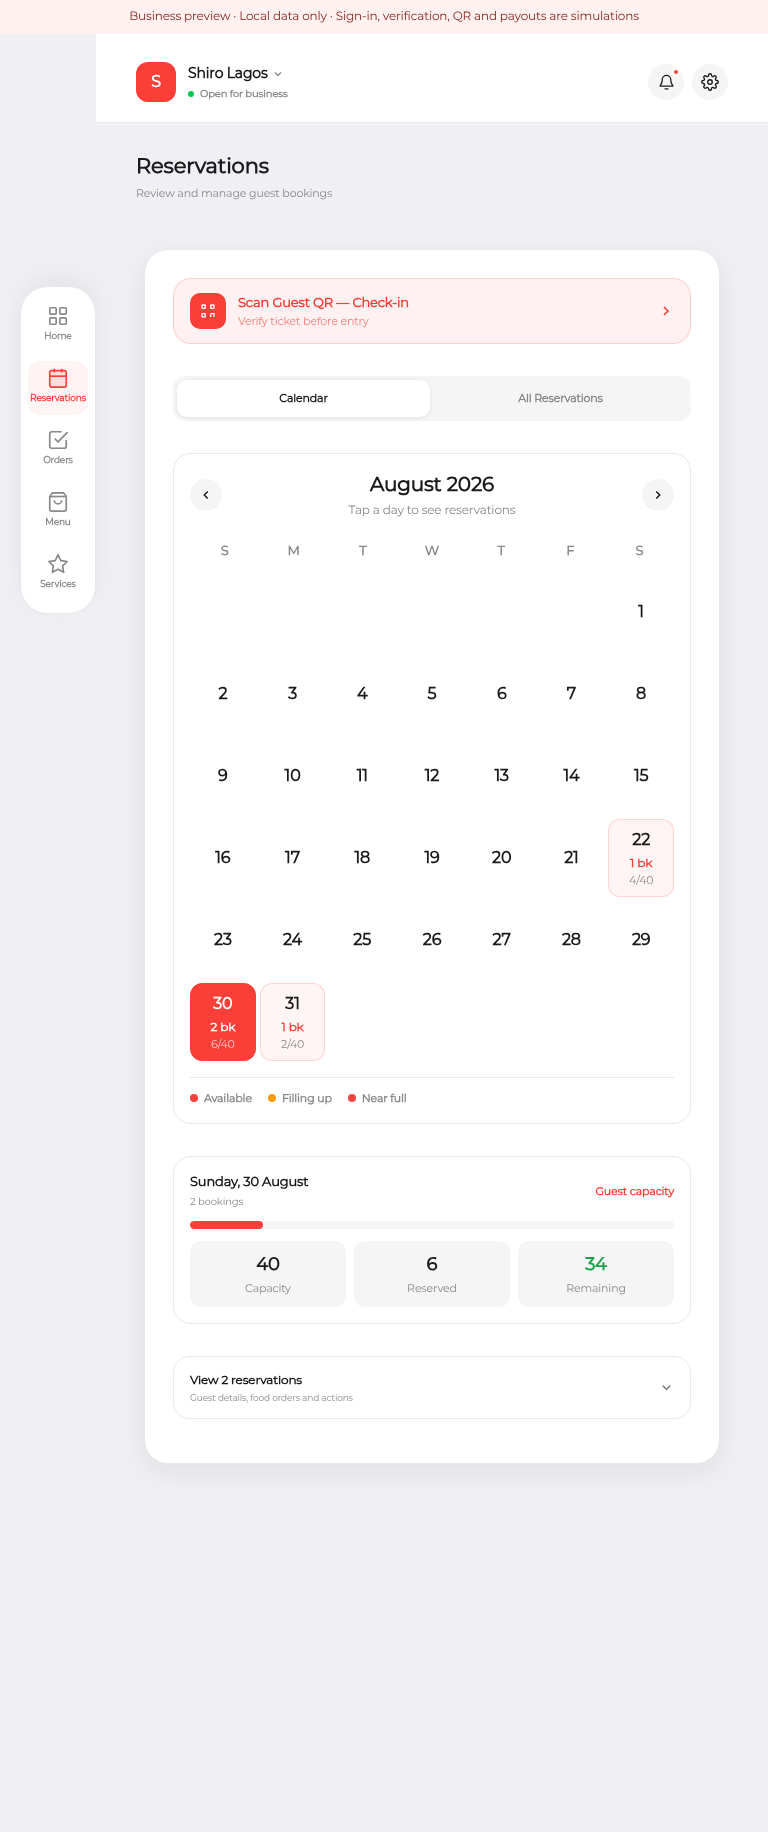 Business preview · Local data only · Sign-in, verification, QR and payouts are simulations
S
Shiro Lagos
Open for business
Reservations
Review and manage guest bookings
Home
Reservations
Orders
Menu
Services
Scan Guest QR — Check-in
Verify ticket before entry
Calendar All Reservations
August 2026
Tap a day to see reservations
S M T W T F S
1
2 3 4 5 6 7 8
9 10 11 12 13 14 15
16 17 18 19 20 21 22
1 bk
4/40
23 24 25 26 27 28 29
30 31
2 bk 1 bk
6/40 2/40
Available Filling up Near full
Sunday, 30 August
2 bookings
Guest capacity
40 6 34
Capacity Reserved Remaining
View 2 reservations
Guest details, food orders and actions